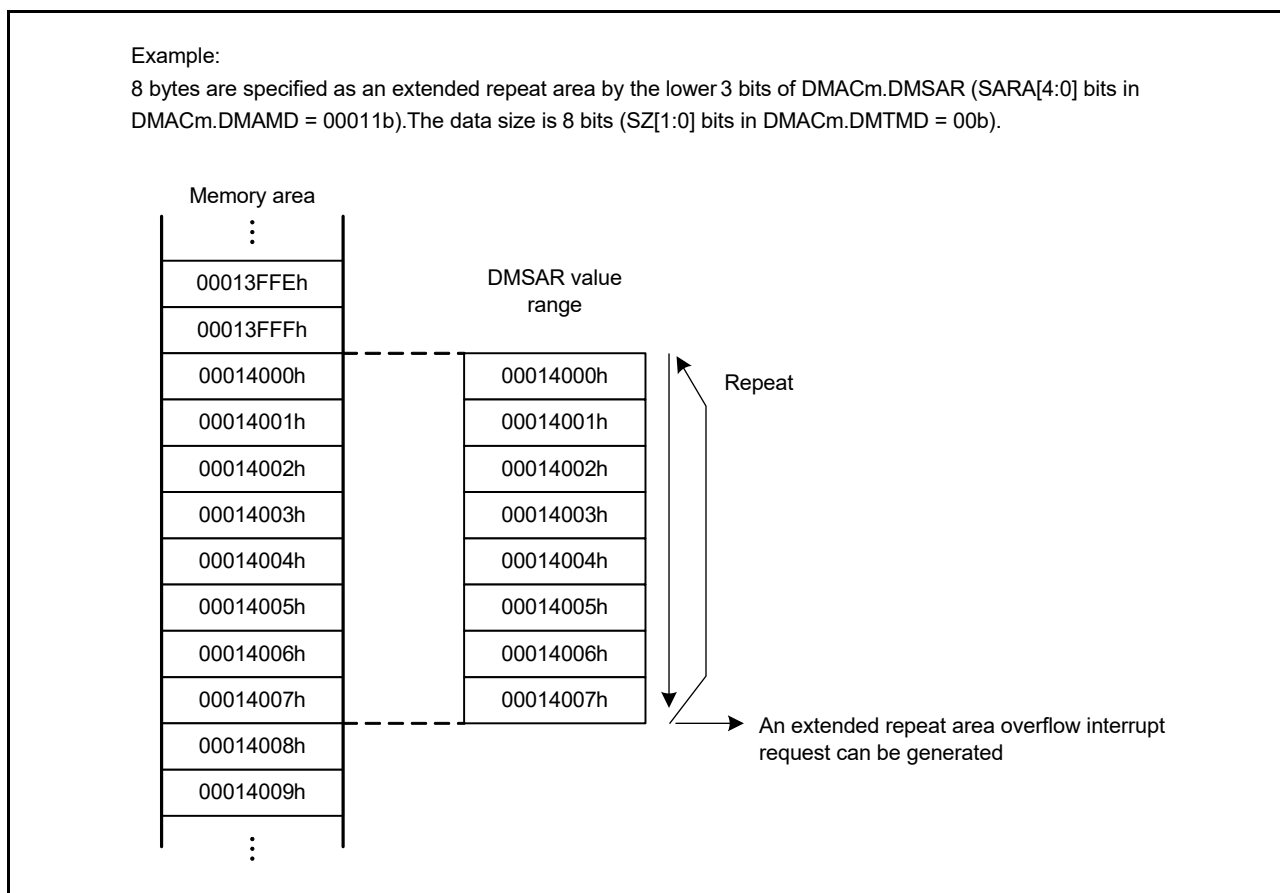 Example:
8 bytes are specified as an extended repeat area by the lower 3 bits of DMACm.DMSAR (SARA[4:0] bits in
DMACm.DMAMD = 00011b).The data size is 8 bits (SZ[1:0] bits in DMACm.DMTMD = 00b).
Memory area
⋮
00013FFEh
00013FFFh
00014000h
00014001h
00014002h
00014003h
00014004h
00014005h
00014006h
00014007h
00014008h
00014009h
⋮
DMSAR value
range
00014000h
00014001h
00014002h
00014003h
00014004h
00014005h
00014006h
00014007h
Repeat
An extended repeat area overflow interrupt
request can be generated